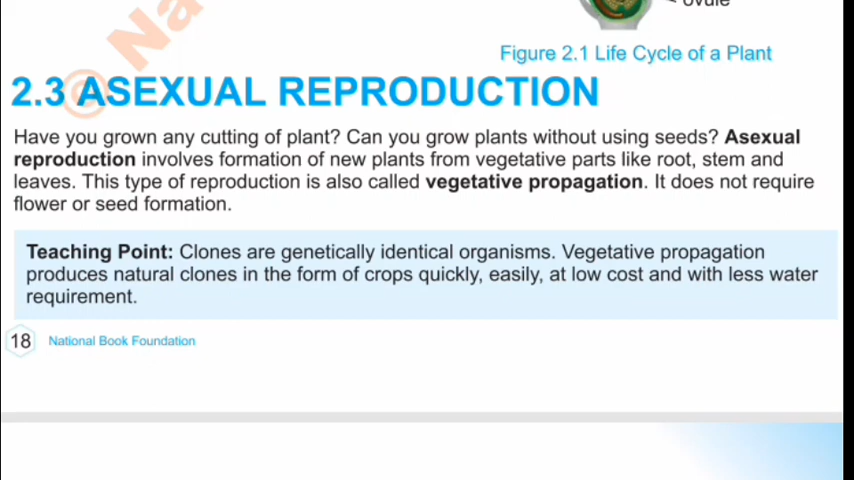 ovule
Figure 2.1 Life Cycle of a Plant
2.3 ASEXUAL REPRODUCTION
Have you grown any cutting of plant? Can you grow plants without using seeds? Asexual
reproduction involves formation of new plants from vegetative parts like root, stem and
leaves. This type of reproduction is also called vegetative propagation. It does not require
flower or seed formation.
Teaching Point: Clones are genetically identical organisms. Vegetative propagation
produces natural clones in the form of crops quickly, easily, at low cost and with less water
requirement.
18 National Book Foundation